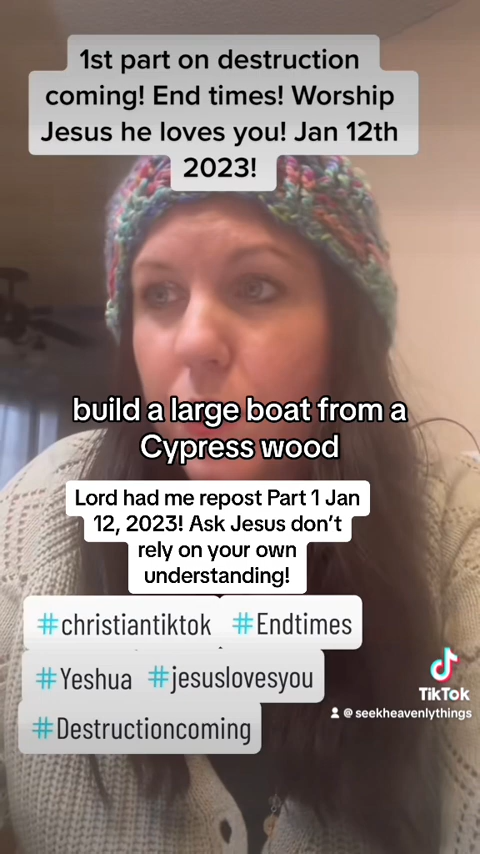 1st part on destruction
coming! End times! Worship
Jesus he loves you! Jan 12th
2023!
build a large boat from a
Cypress wood
Lord had me repost Part 1 Jan
12, 2023! Ask Jesus don’t
rely on your own
understanding!
#christiantiktok #Endtimes
#Yeshua #jesuslovesyou
#Destructioncoming
TikTok
@seekheavenlythings